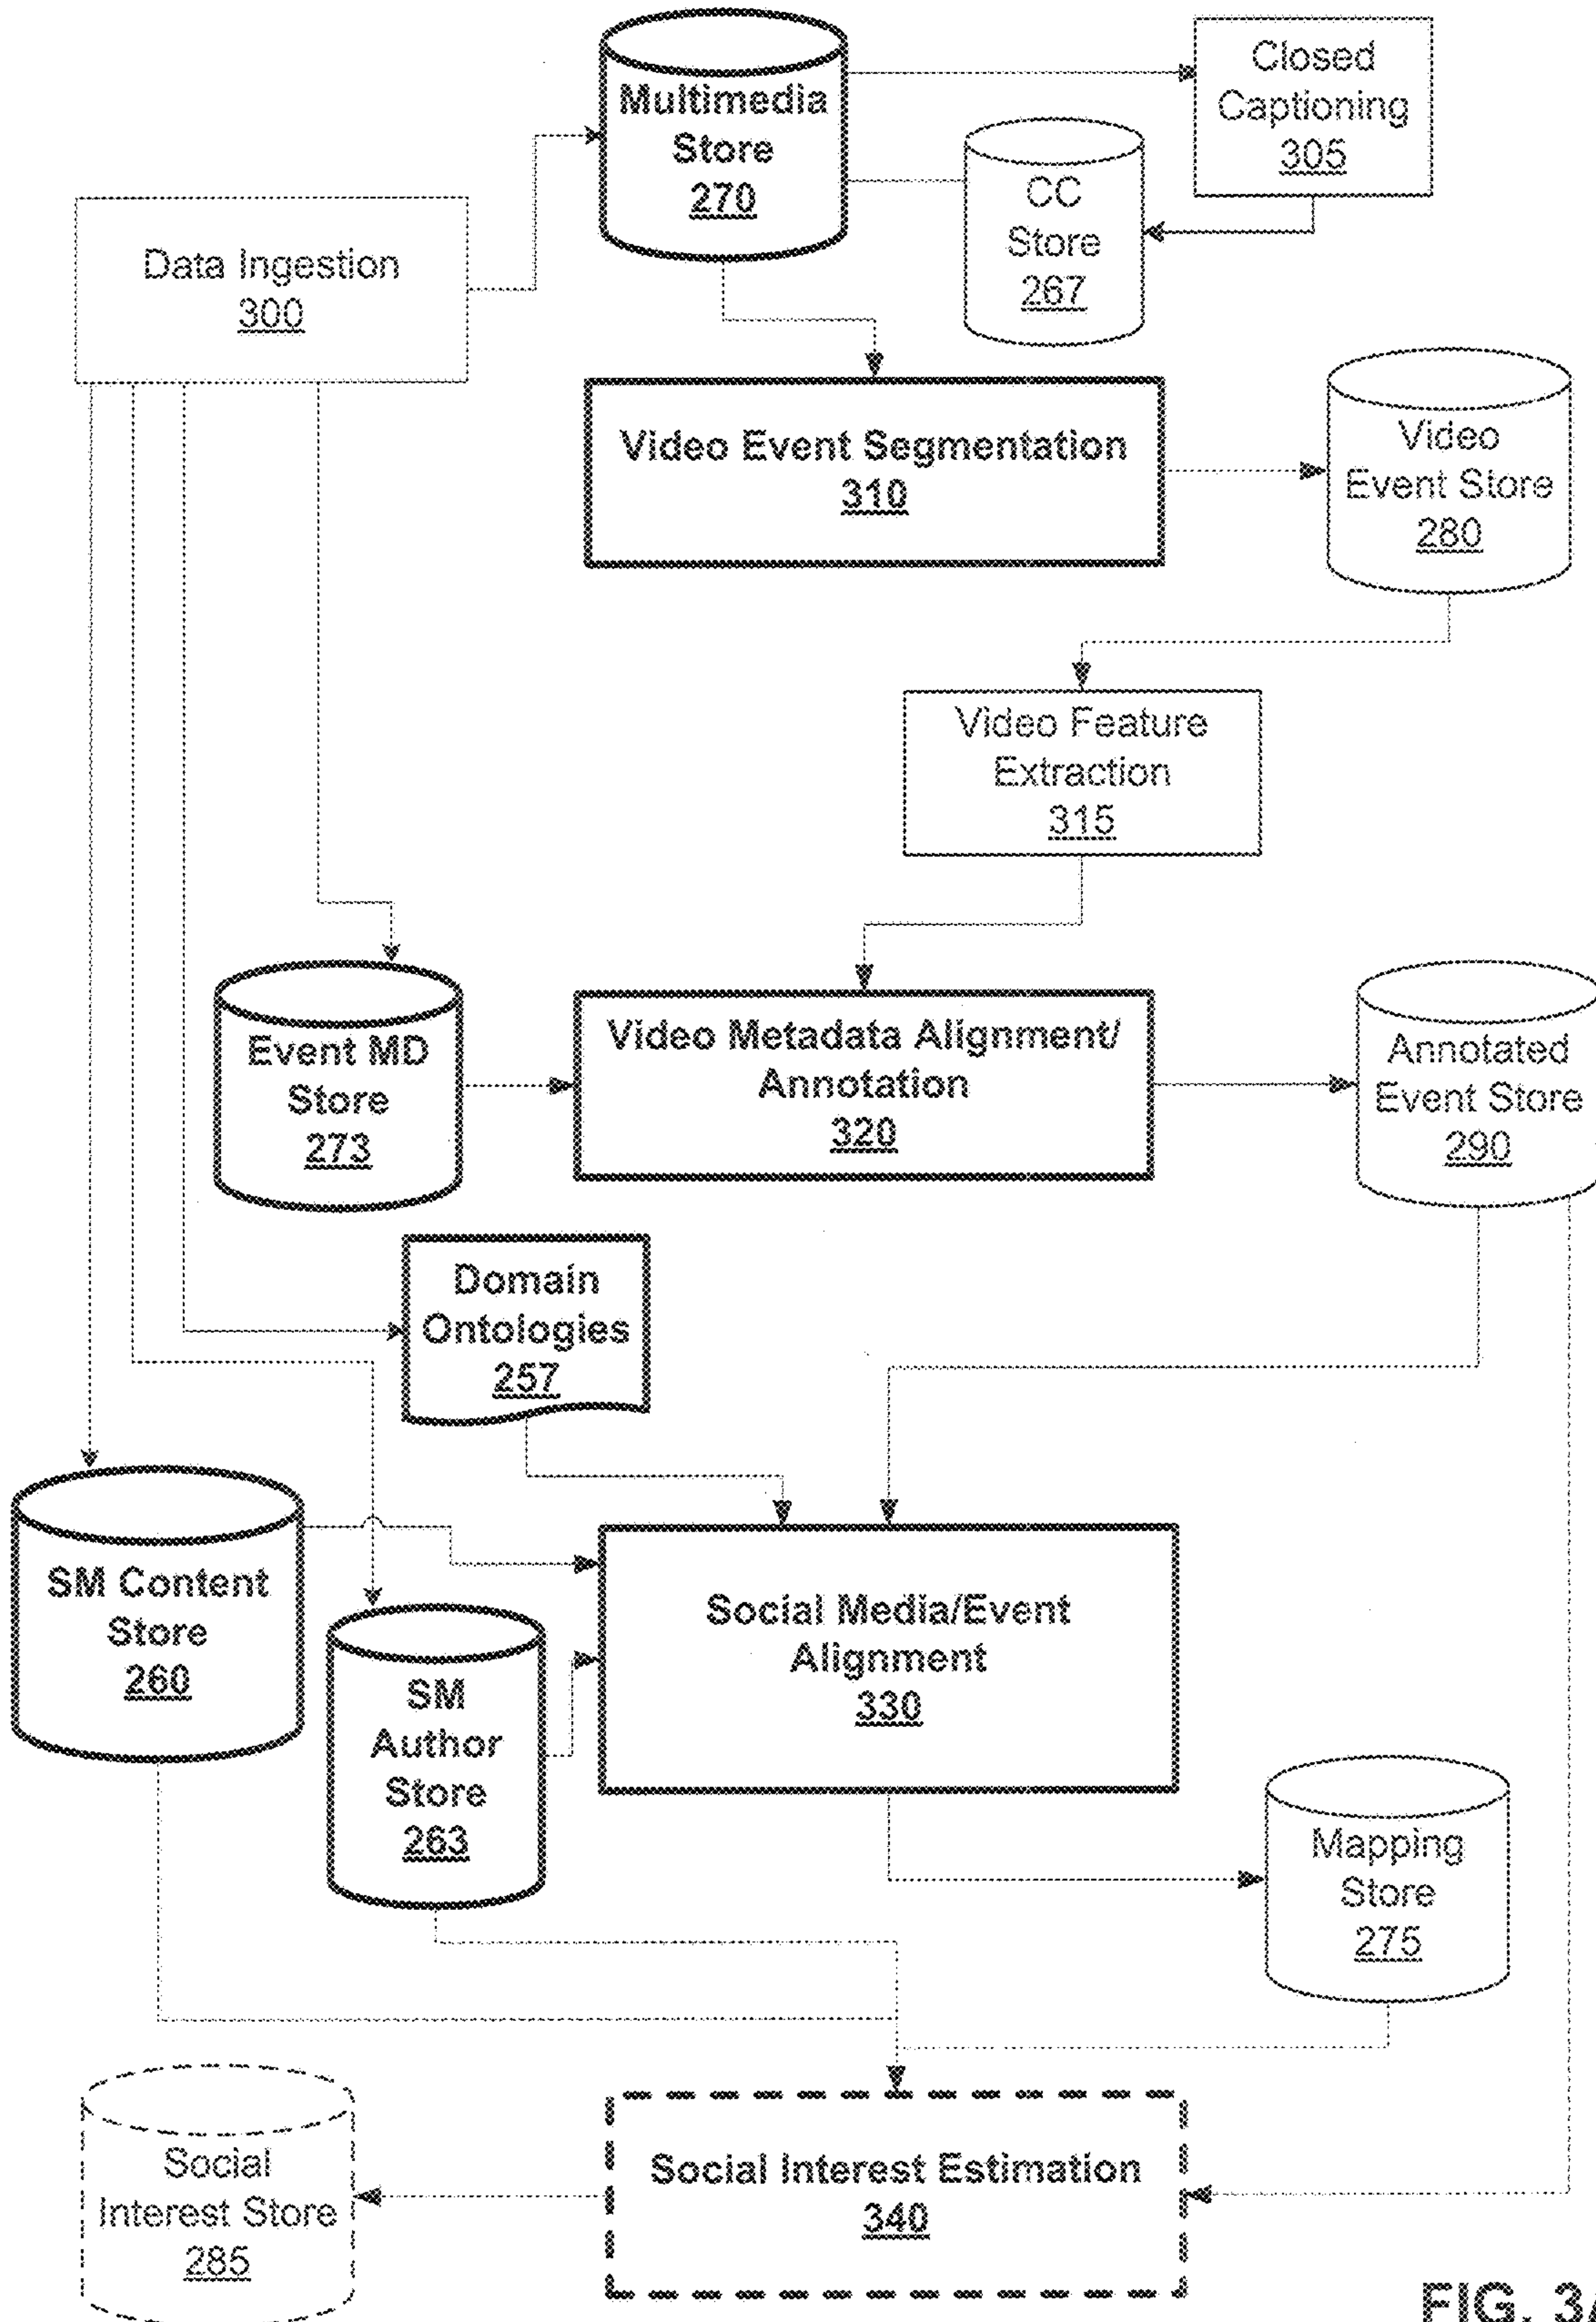 Multimedia
Store
270
Closed
Captioning
305
CC
Store
267
Data Ingestion
300
Video Event Segmentation
310
Video
Event Store
280
Video Feature
Extraction
315
Event MD
Store
273
Video Metadata Alignment/
Annotation
320
Annotated
Event Store
290
Domain
Ontologies
257
SM Content
Store
260
SM
Author
Store
263
Social Media/Event
Alignment
330
Mapping
Store
275
Social
Interest Store
285
Social Interest Estimation
340
FIG. 3